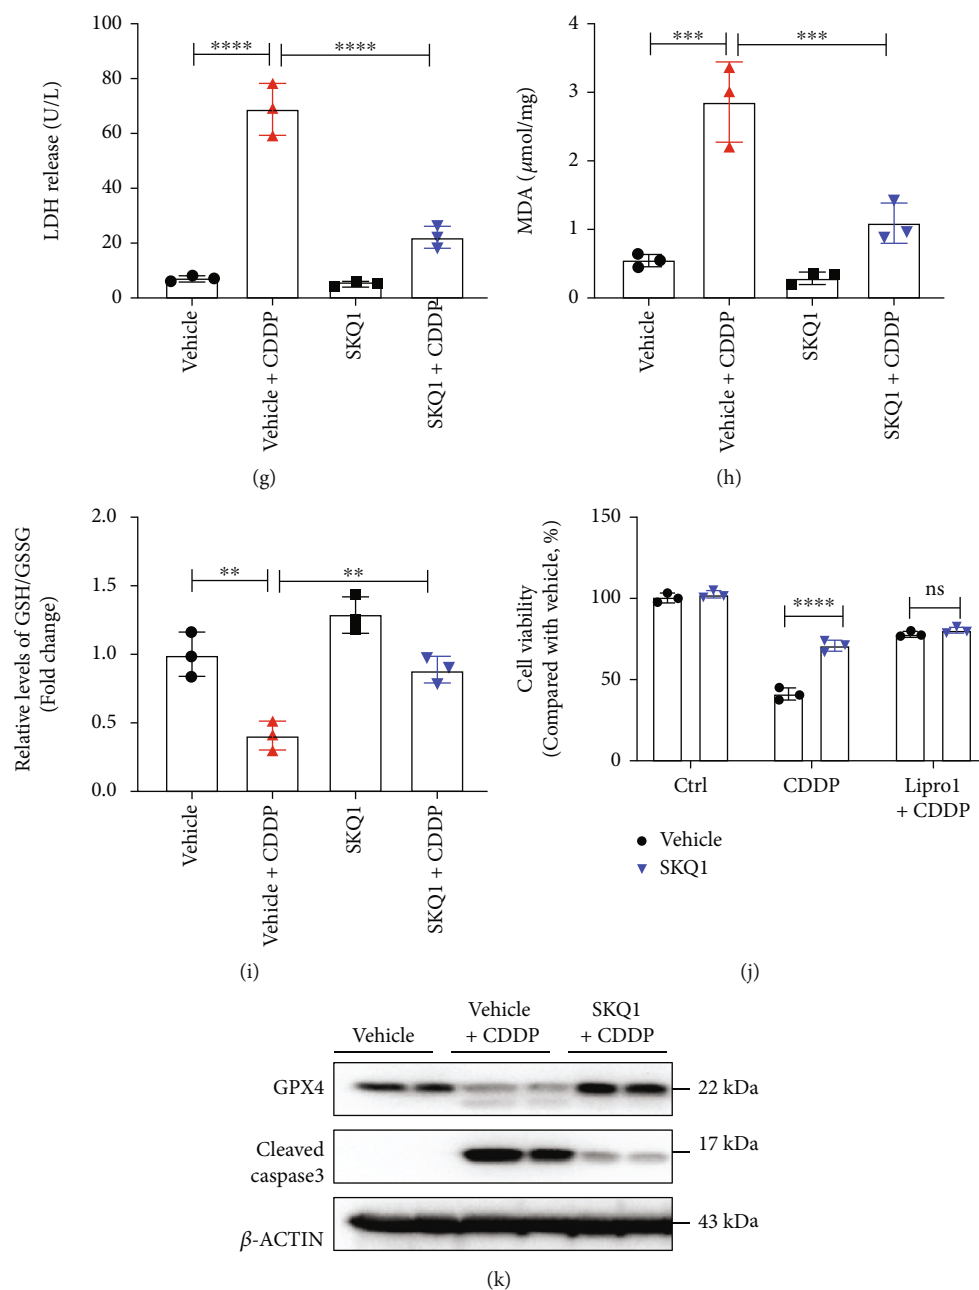 LDH release (U/L)
100
80
60
40
20
0
****
****
Vehicle
Vehicle + CDDP
SKQ1
SKQ1 + CDDP
(g)
MDA (μmol/mg)
4
3
2
1
0
***
***
Vehicle
Vehicle + CDDP
SKQ1
SKQ1 + CDDP
(h)
Relative levels of GSH/GSSG
(Fold change)
2.0
1.5
1.0
0.5
0.0
**
**
Vehicle
Vehicle + CDDP
SKQ1
SKQ1 + CDDP
(i)
Cell viability
(Compared with vehicle, %)
150
100
50
0
****
ns
Ctrl
CDDP
Lipro1
+ CDDP
Vehicle
SKQ1
(j)
Vehicle
Vehicle
+ CDDP
SKQ1
+ CDDP
GPX4
22 kDa
Cleaved
caspase3
17 kDa
β-ACTIN
43 kDa
(k)